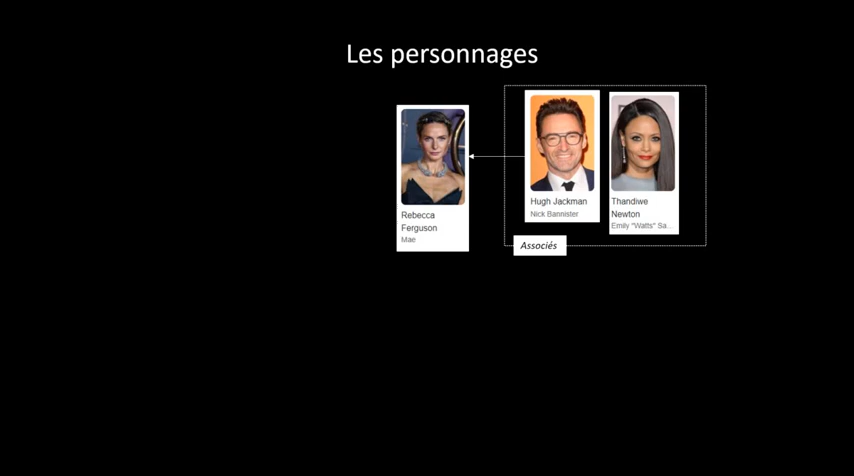 Les personnages
Rebecca
Ferguson
Mae
Hugh Jackman
Nick Bannister
Thandiwe
Newton
Emily "Watts" Sa...
Associés